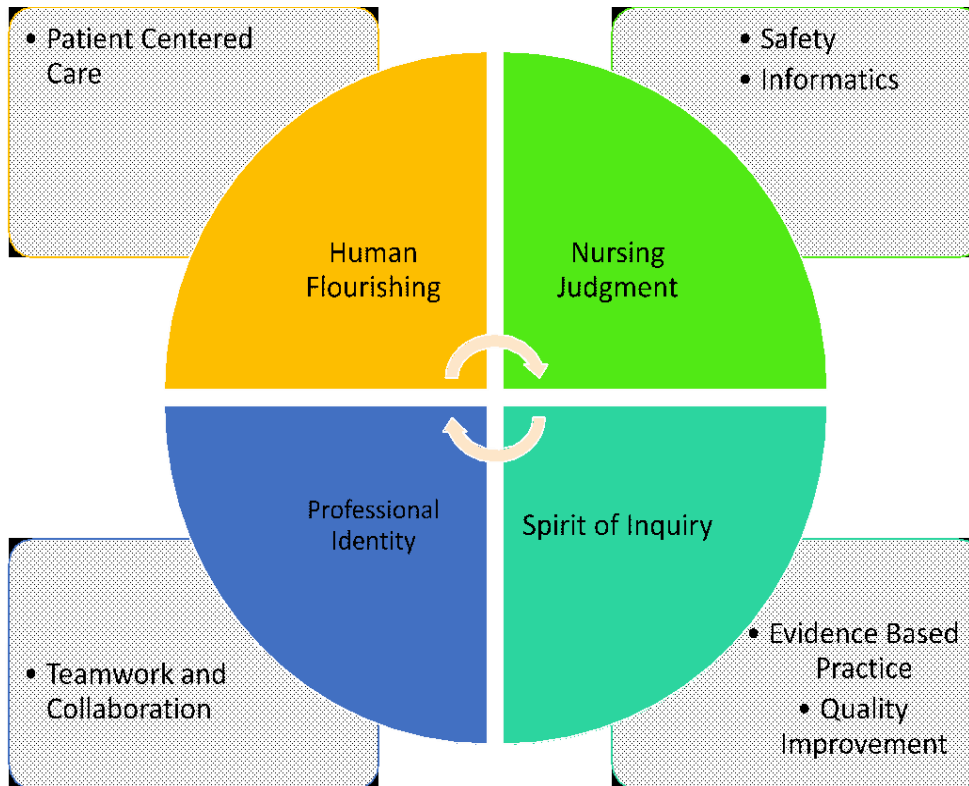 • Patient Centered
Care
• Safety
• Informatics
Human
Flourishing
Nursing
Judgment
Professional
Identity
Spirit of Inquiry
• Teamwork and
Collaboration
• Evidence Based
Practice
• Quality
Improvement